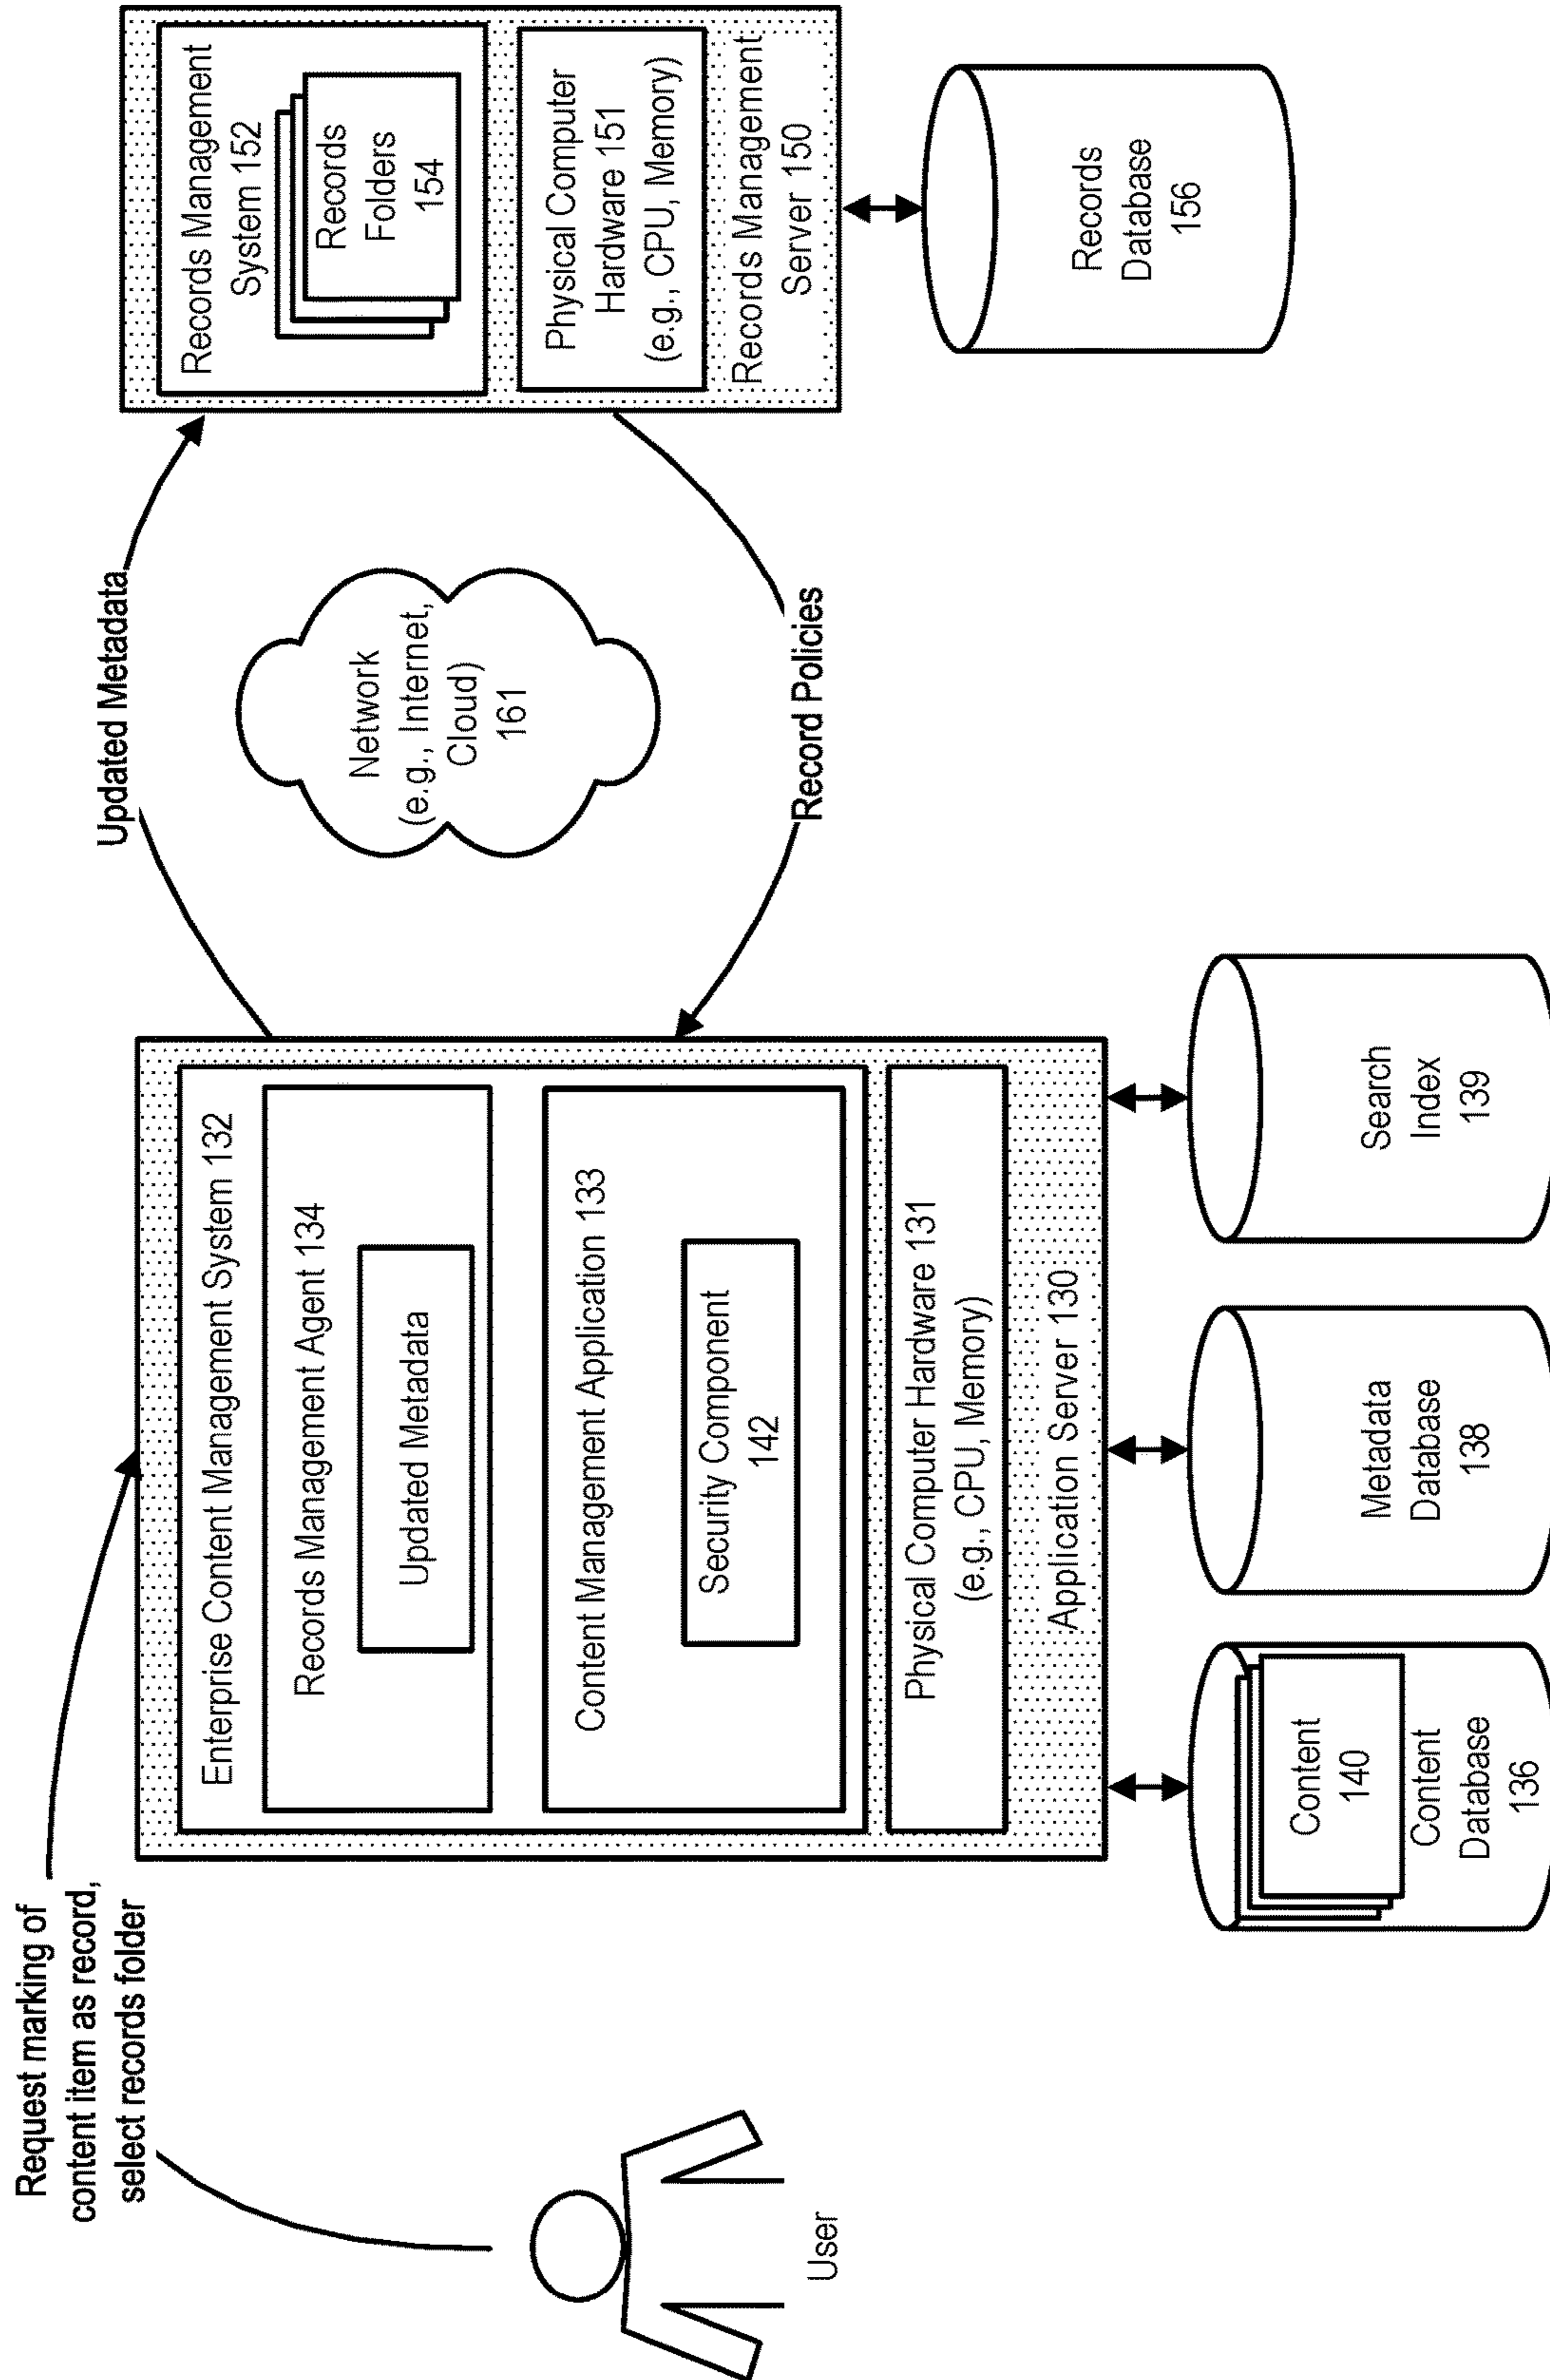 Request marking of
content item as record,
select records folder
User
Enterprise Content Management System 132
Records Management Agent 134
Updated Metadata
Content Management Application 133
Security Component
142
Physical Computer Hardware 131
(e.g., CPU, Memory)
Application Server 130
Content
140
Content
Database
136
Metadata
Database
138
Search
Index
139
Updated Metadata
Network
(e.g., Internet,
Cloud)
161
Record Policies
Records Management
System 152
Records
Folders
154
Physical Computer
Hardware 151
(e.g., CPU, Memory)
Records Management
Server 150
Records
Database
156